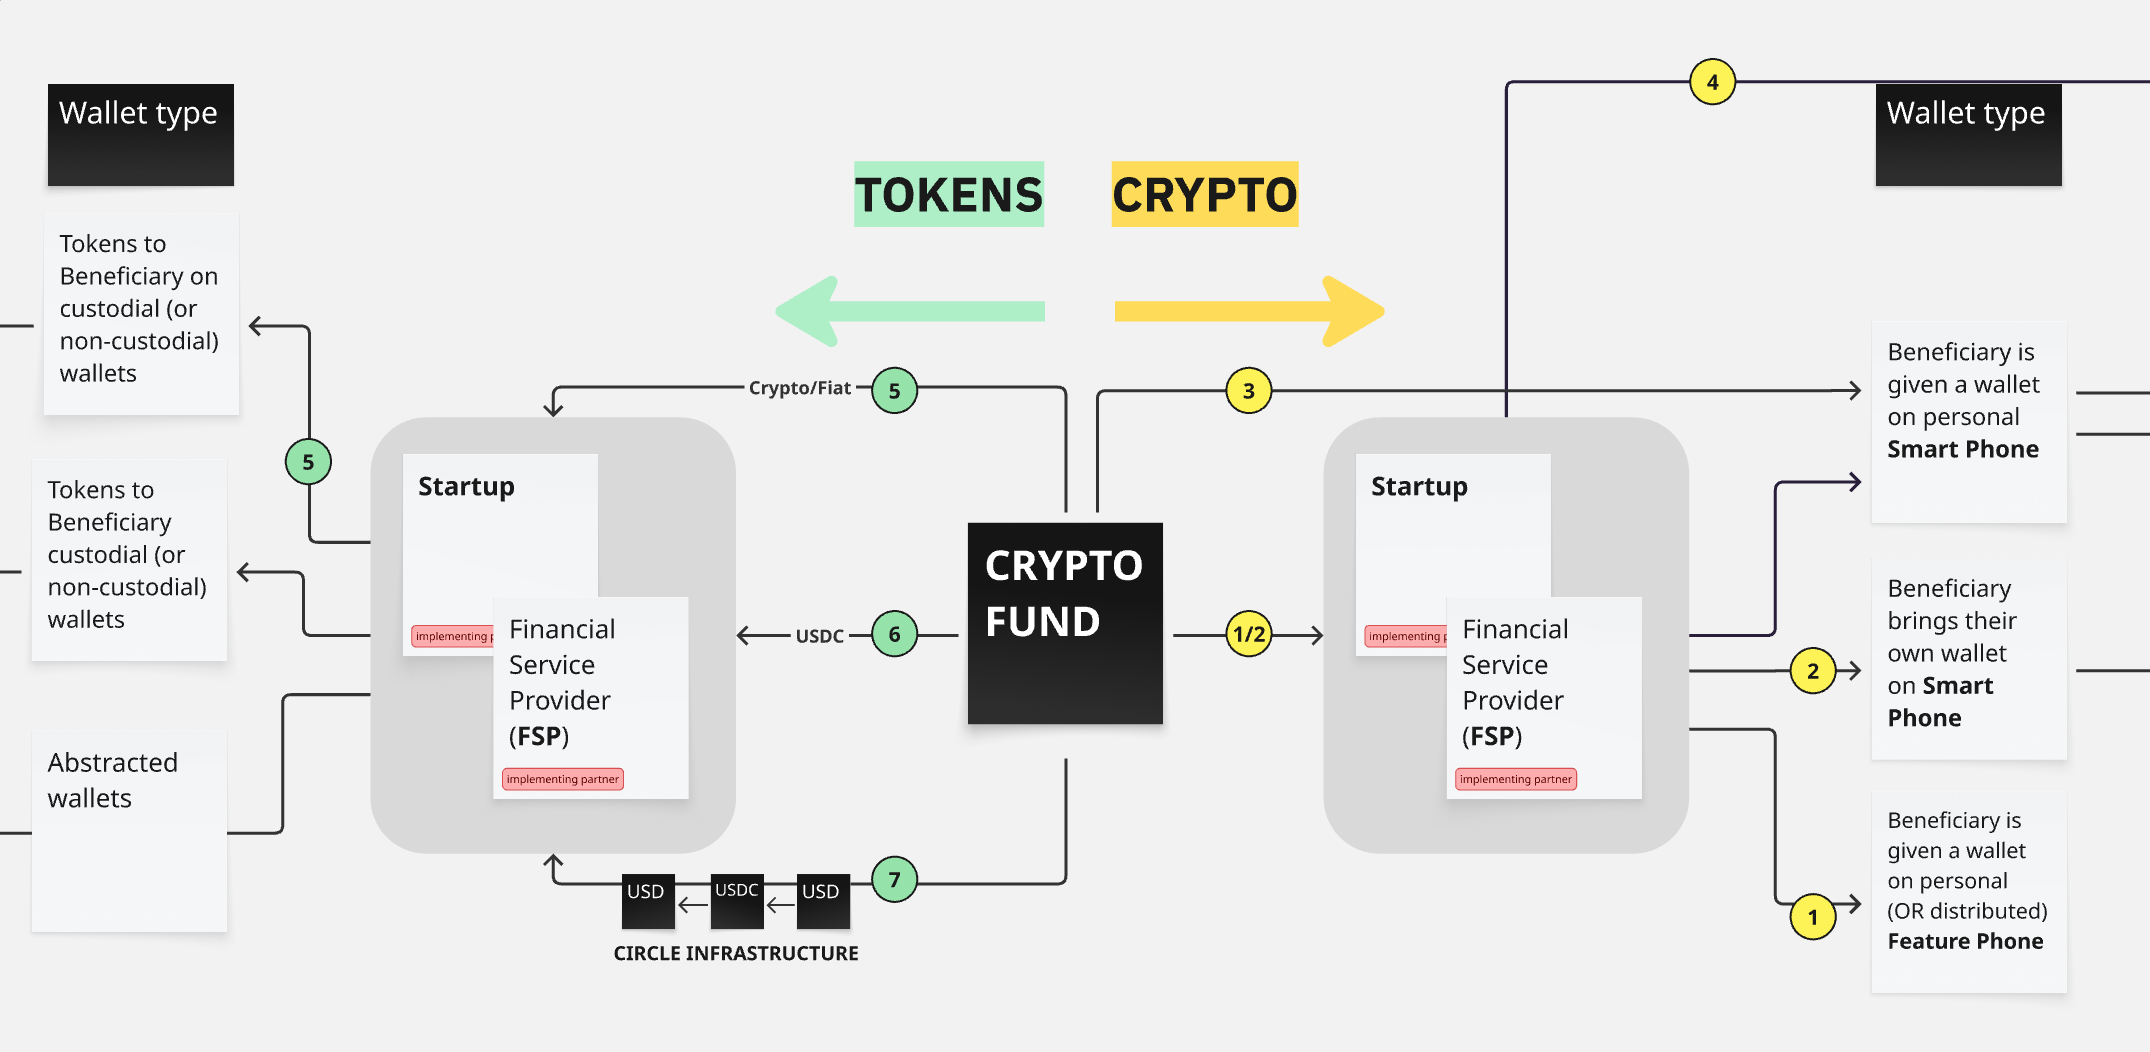 4
Wallet type
Wallet type
TOKENS
CRYPTO
Tokens to
Beneficiary on
custodial (or
non-custodial)
wallets
5
Tokens to
Beneficiary
custodial (or
non-custodial)
wallets
Abstracted
wallets
Crypto/Fiat
5
3
Startup
implementing p
Financial
Service
Provider
(FSP)
implementing partner
USDC
6
CRYPTO
FUND
1/2
7
USD
USDC
USD
CIRCLE INFRASTRUCTURE
Startup
implementing p
Financial
Service
Provider
(FSP)
implementing partner
Beneficiary is
given a wallet
on personal
Smart Phone
2
Beneficiary
brings their
own wallet
on Smart
Phone
1
Beneficiary is
given a wallet
on personal
(OR distributed)
Feature Phone